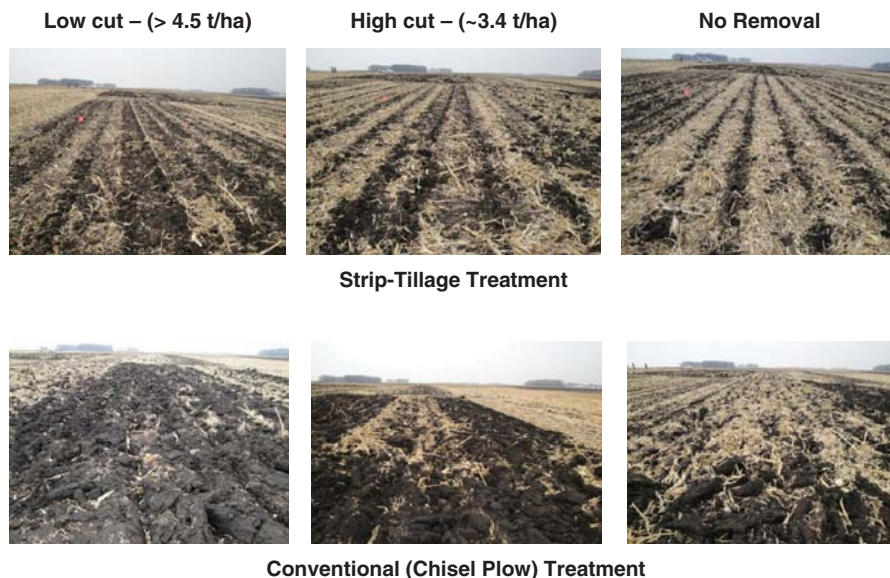 Low cut – (> 4.5 t/ha)
High cut – (~3.4 t/ha)
No Removal
Strip-Tillage Treatment
Conventional (Chisel Plow) Treatment